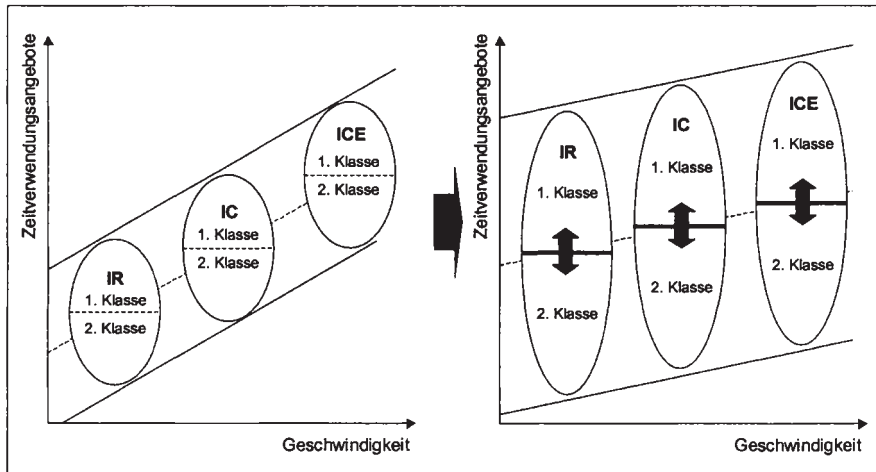 Zeitverwendungsangebote
ICE
1. Klasse
2. Klasse
IC
1. Klasse
2. Klasse
IR
1. Klasse
2. Klasse
Geschwindigkeit
Zeitverwendungsangebote
IR
1. Klasse
2. Klasse
IC
1. Klasse
2. Klasse
ICE
1. Klasse
2. Klasse
Geschwindigkeit